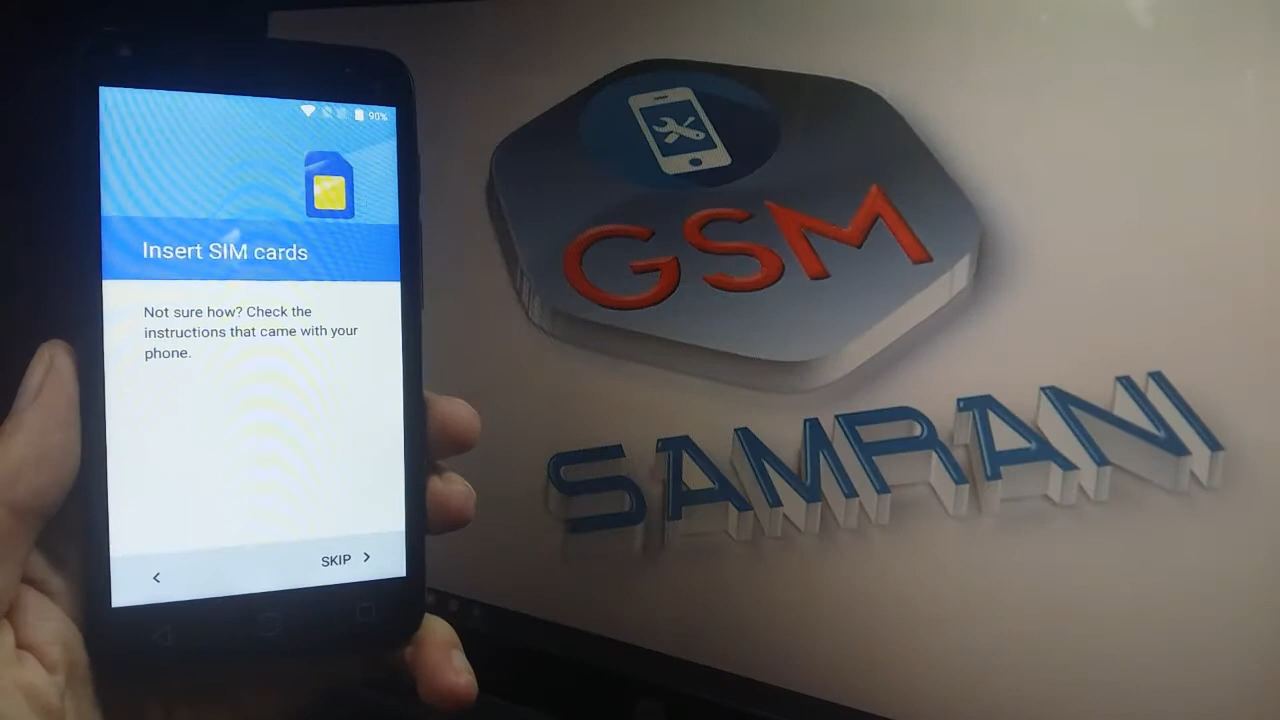 90%
Insert SIM cards
Not sure how? Check the
instructions that came with your
phone.
SKIP
GSM
SAMRANI